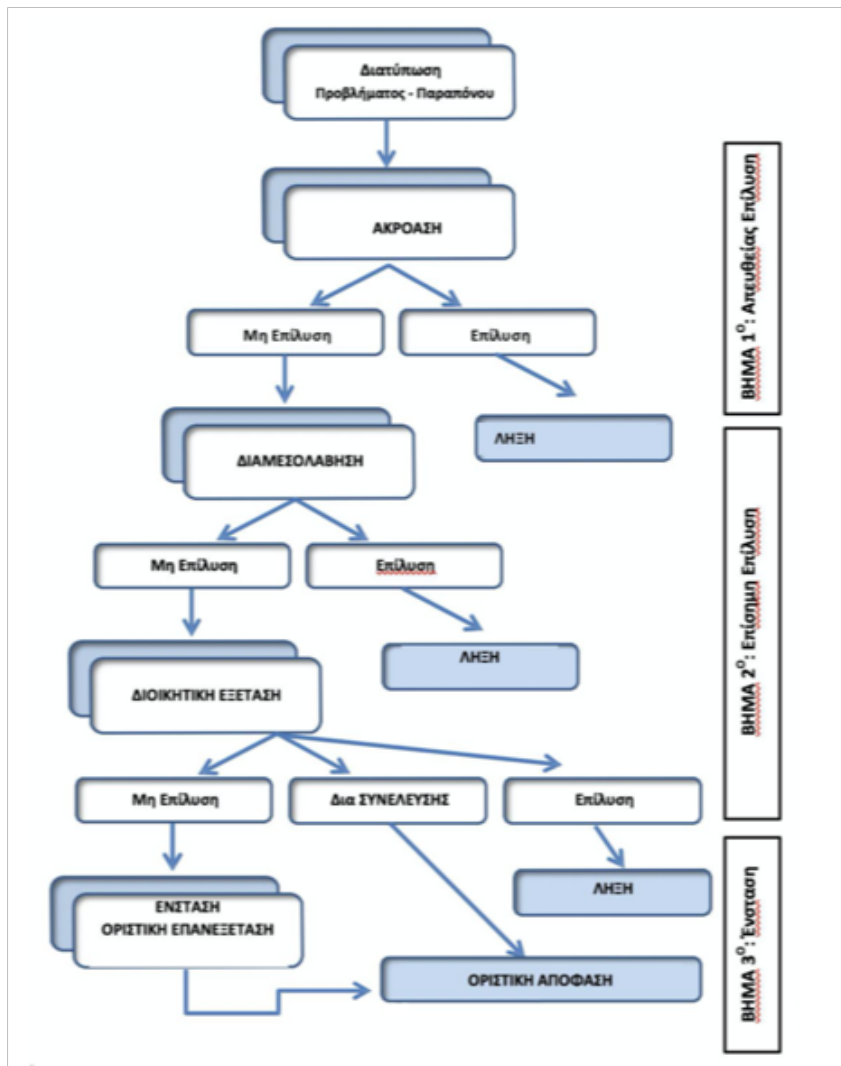 Διατύπωση
Προβλήματος - Παραπόνου
ΑΚΡΟΑΣΗ
Μη Επίλυση
Επίλυση
ΛΗΞΗ
ΔΙΑΜΕΣΟΛΑΒΗΣΗ
Μη Επίλυση
Επίλυση
ΛΗΞΗ
ΔΙΟΙΚΗΤΙΚΗ ΕΞΕΤΑΣΗ
Μη Επίλυση
Δια ΣΥΝΕΛΕΥΣΗΣ
Επίλυση
ΛΗΞΗ
ΕΝΣΤΑΣΗ
ΟΡΙΣΤΙΚΗ ΕΠΑΝΕΞΕΤΑΣΗ
ΟΡΙΣΤΙΚΗ ΑΠΟΦΑΣΗ
ΒΗΜΑ 1Ο: Απευθείας Επίλυση
ΒΗΜΑ 2Ο: Επίσημη Επίλυση
ΒΗΜΑ 3Ο: Ένσταση